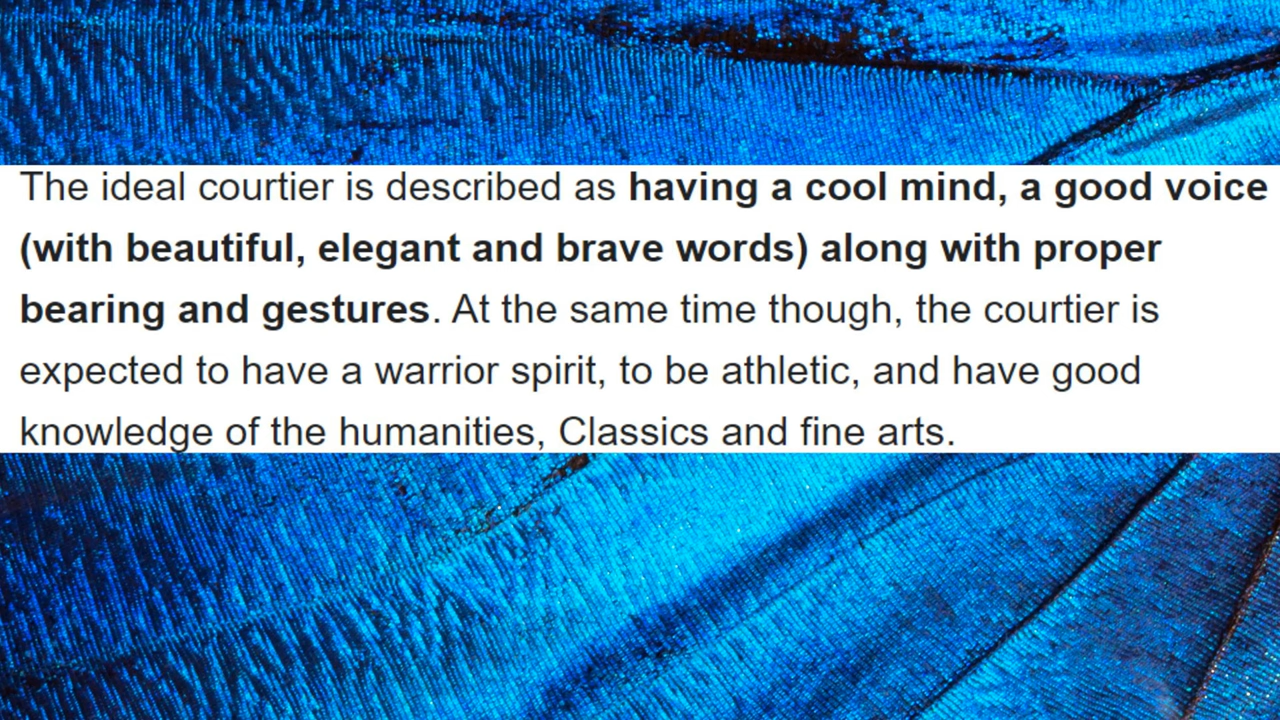 The ideal courtier is described as having a cool mind, a good voice
(with beautiful, elegant and brave words) along with proper
bearing and gestures. At the same time though, the courtier is
expected to have a warrior spirit, to be athletic, and have good
knowledge of the humanities, Classics and fine arts.